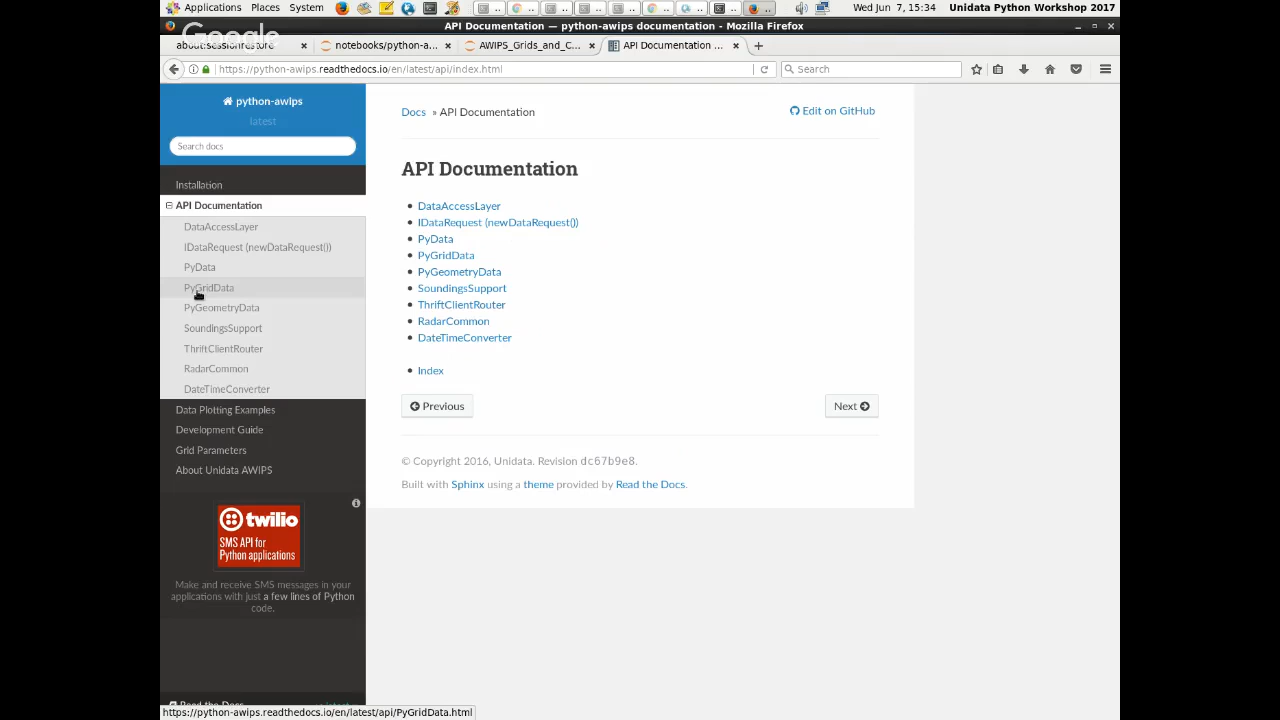 Applications Places System
Wed Jun 7, 15:34 Unidata Python Workshop 2017
API Documentation — python-awips documentation - Mozilla Firefox
Google
about:sessionrestore
notebooks/python-a...
AWIPS_Grids_and_C...
API Documentation ...
https://python-awips.readthedocs.io/en/latest/api/index.html
Search
python-awips
latest
Search docs
Installation
API Documentation
DataAccessLayer
IDataRequest (newDataRequest())
PyData
PyGridData
PyGeometryData
SoundingsSupport
ThriftClientRouter
RadarCommon
DateTimeConverter
Data Plotting Examples
Development Guide
Grid Parameters
About Unidata AWIPS
twilio
SMS API for
Python applications
Make and receive SMS messages in your
applications with just a few lines of Python
code.
Read the Docs
Docs » API Documentation
Edit on GitHub
API Documentation
DataAccessLayer
IDataRequest (newDataRequest())
PyData
PyGridData
PyGeometryData
SoundingsSupport
ThriftClientRouter
RadarCommon
DateTimeConverter
Index
Previous
Next
© Copyright 2016, Unidata. Revision dc67b9e8.
Built with Sphinx using a theme provided by Read the Docs.
https://python-awips.readthedocs.io/en/latest/api/PyGridData.html